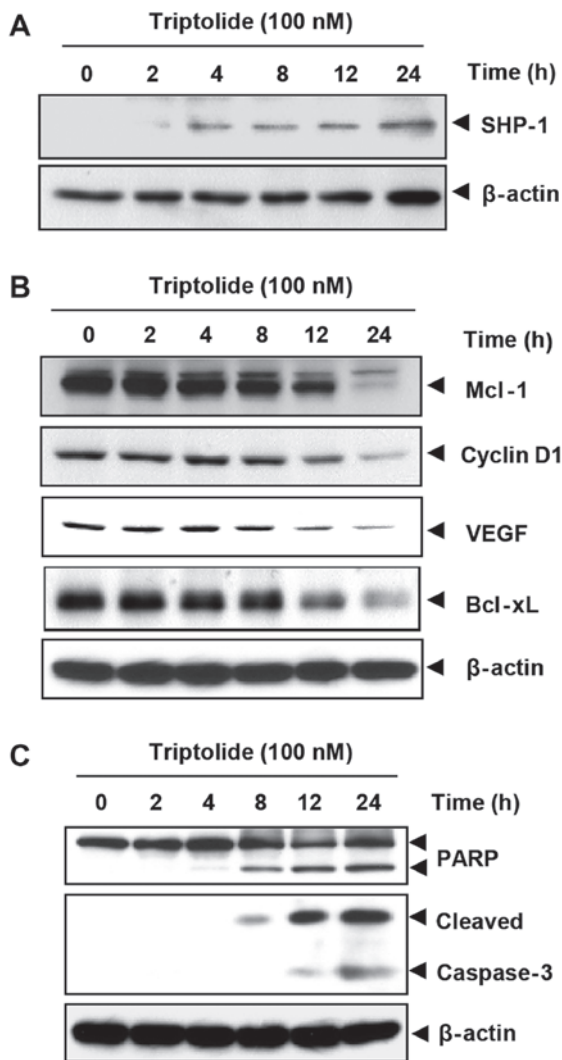 A
Triptolide (100 nM)
0 2 4 8 12 24 Time (h)
SHP-1
β-actin
B
Triptolide (100 nM)
0 2 4 8 12 24 Time (h)
Mcl-1
Cyclin D1
VEGF
Bcl-xL
β-actin
C
Triptolide (100 nM)
0 2 4 8 12 24 Time (h)
PARP
Cleaved
Caspase-3
β-actin